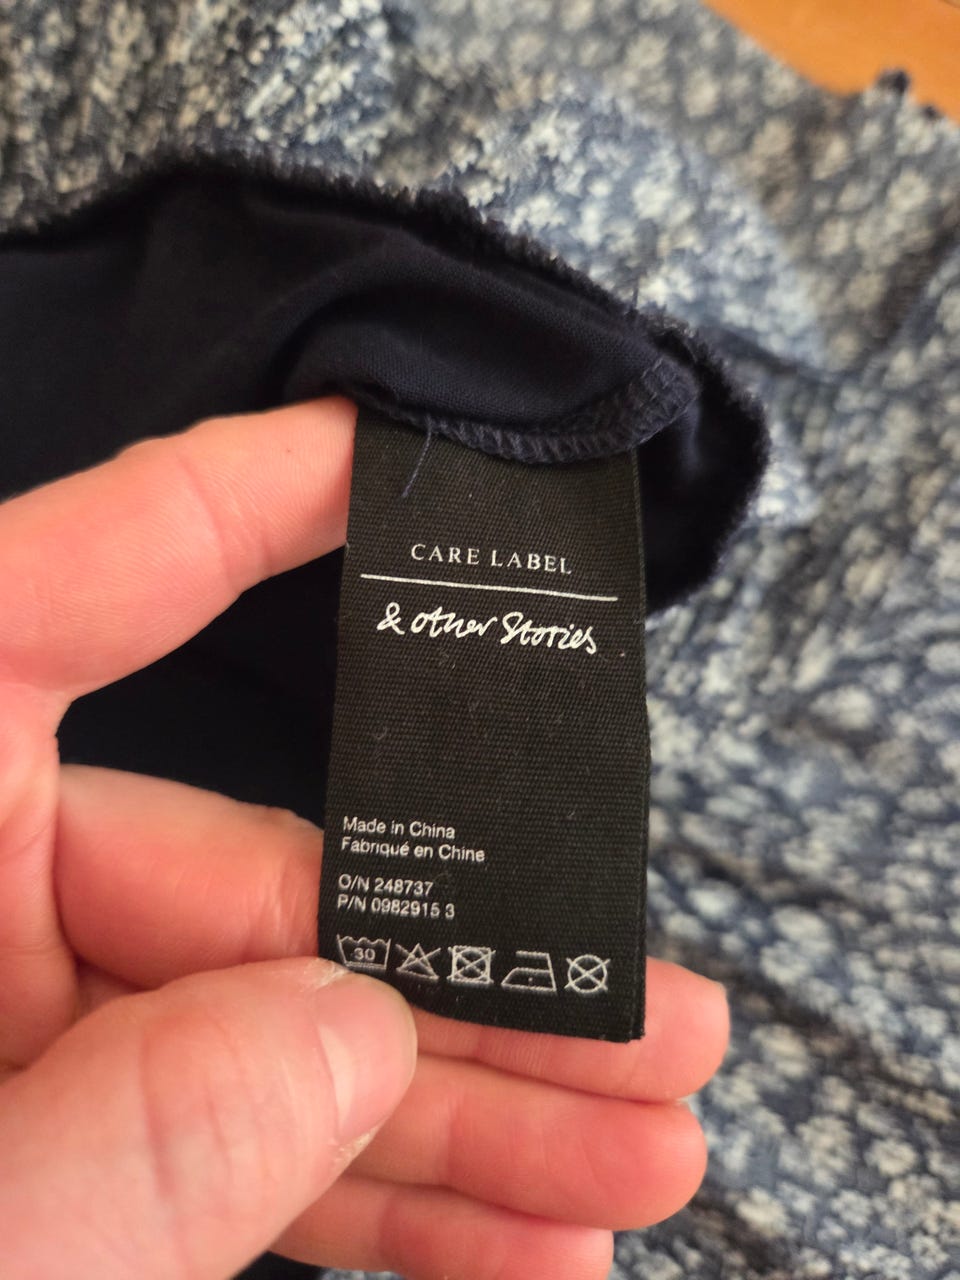 CARE LABEL
& other Stories
Made in China
Fabriqué en Chine
O/N 248737
P/N 0982915 3
30